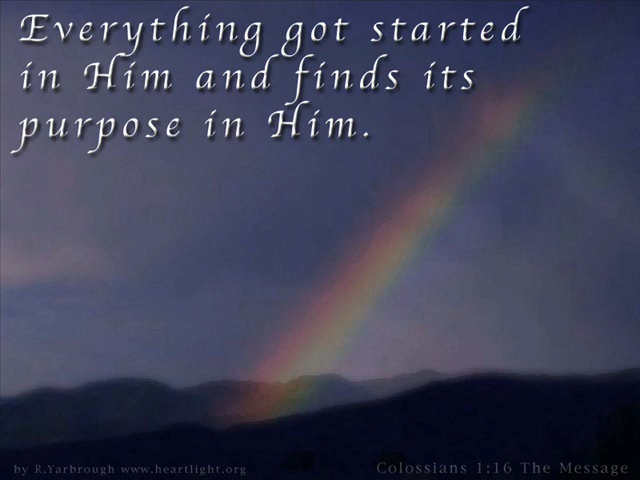 Everything got started
in Him and finds its
purpose in Him.
by R.Yarbrough www.heartlight.org
Colossians 1:16 The Message